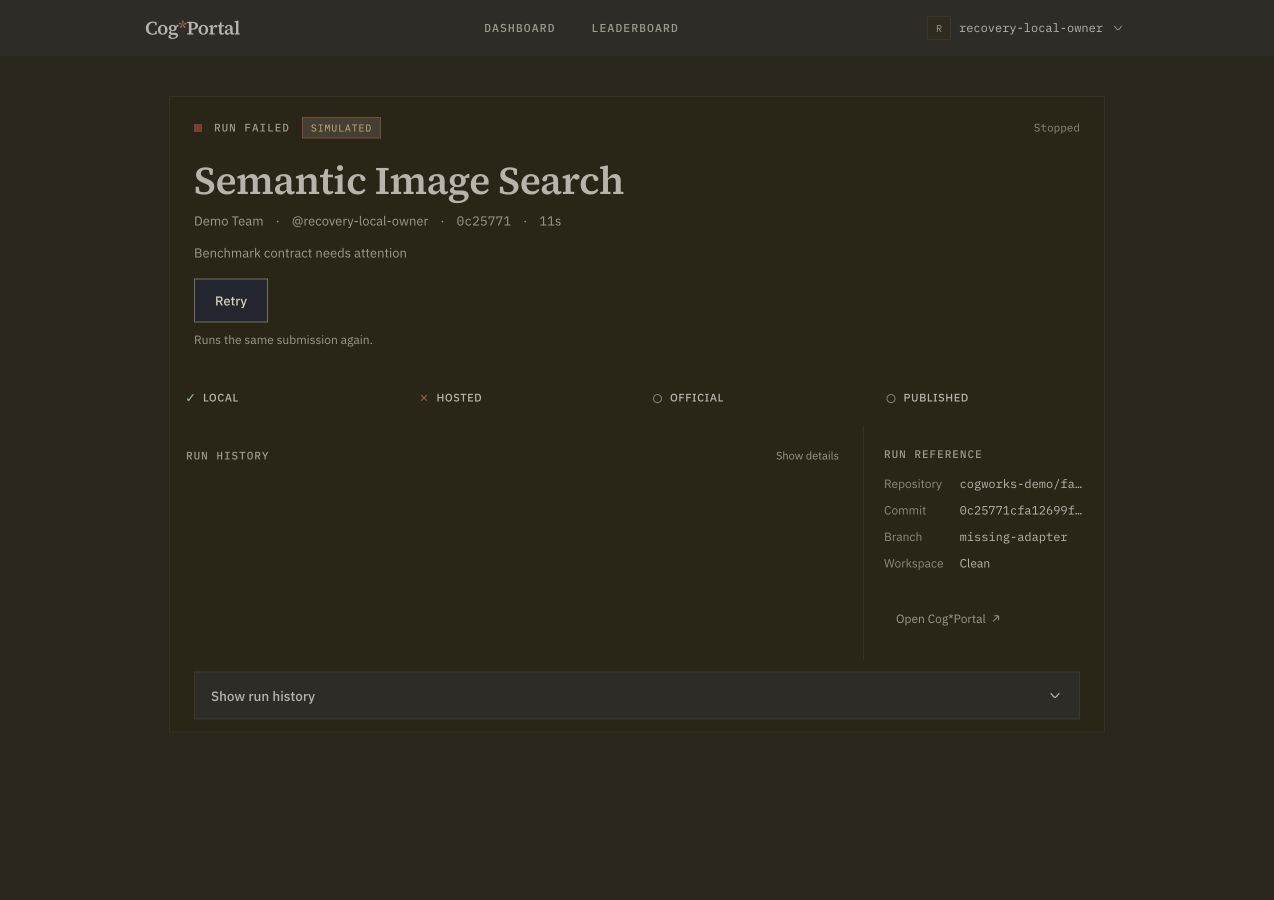 Cog*Portal
DASHBOARD
LEADERBOARD
R
recovery-local-owner
RUN FAILED
SIMULATED
Stopped
Semantic Image Search
Demo Team · @recovery-local-owner · 0c25771 · 11s
Benchmark contract needs attention
Retry
Runs the same submission again.
✓ LOCAL
× HOSTED
○ OFFICIAL
○ PUBLISHED
RUN HISTORY
Show details
RUN REFERENCE
Repository cogworks-demo/fa…
Commit 0c25771cfa12699f…
Branch missing-adapter
Workspace Clean
Open Cog*Portal ↗
Show run history